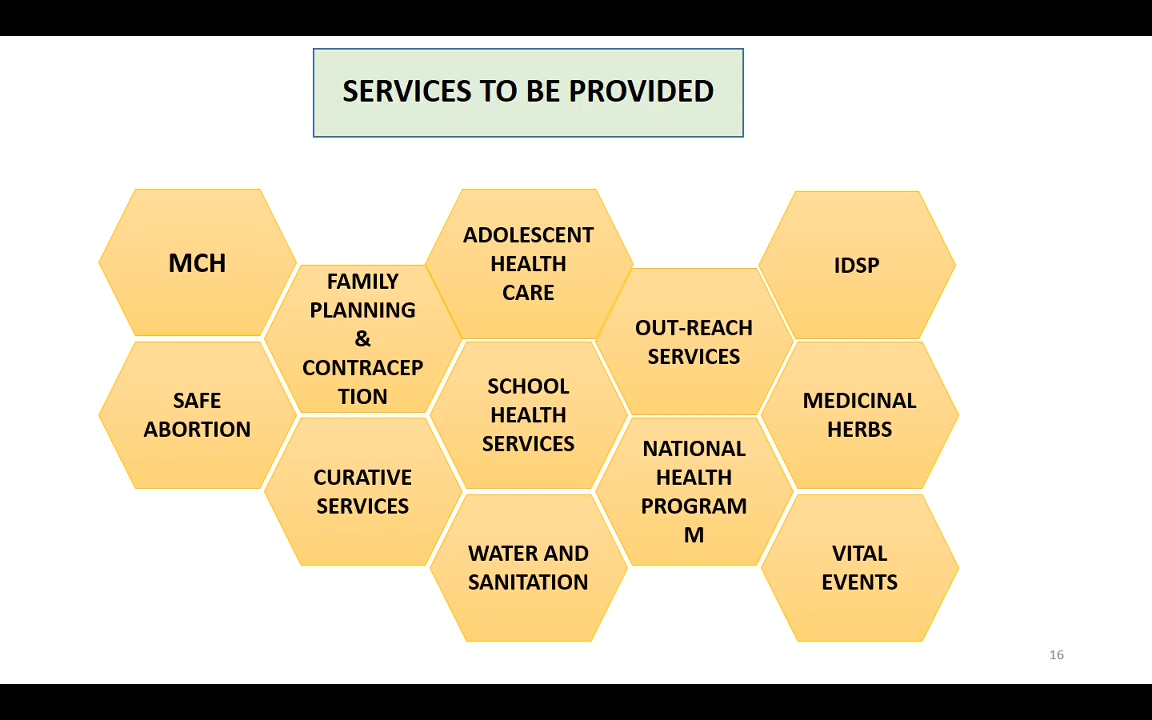 SERVICES TO BE PROVIDED
MCH
FAMILY
PLANNING
&
CONTRACEP
TION
ADOLESCENT
HEALTH
CARE
OUT-REACH
SERVICES
IDSP
SAFE
ABORTION
CURATIVE
SERVICES
SCHOOL
HEALTH
SERVICES
NATIONAL
HEALTH
PROGRAM
M
MEDICINAL
HERBS
WATER AND
SANITATION
VITAL
EVENTS
16